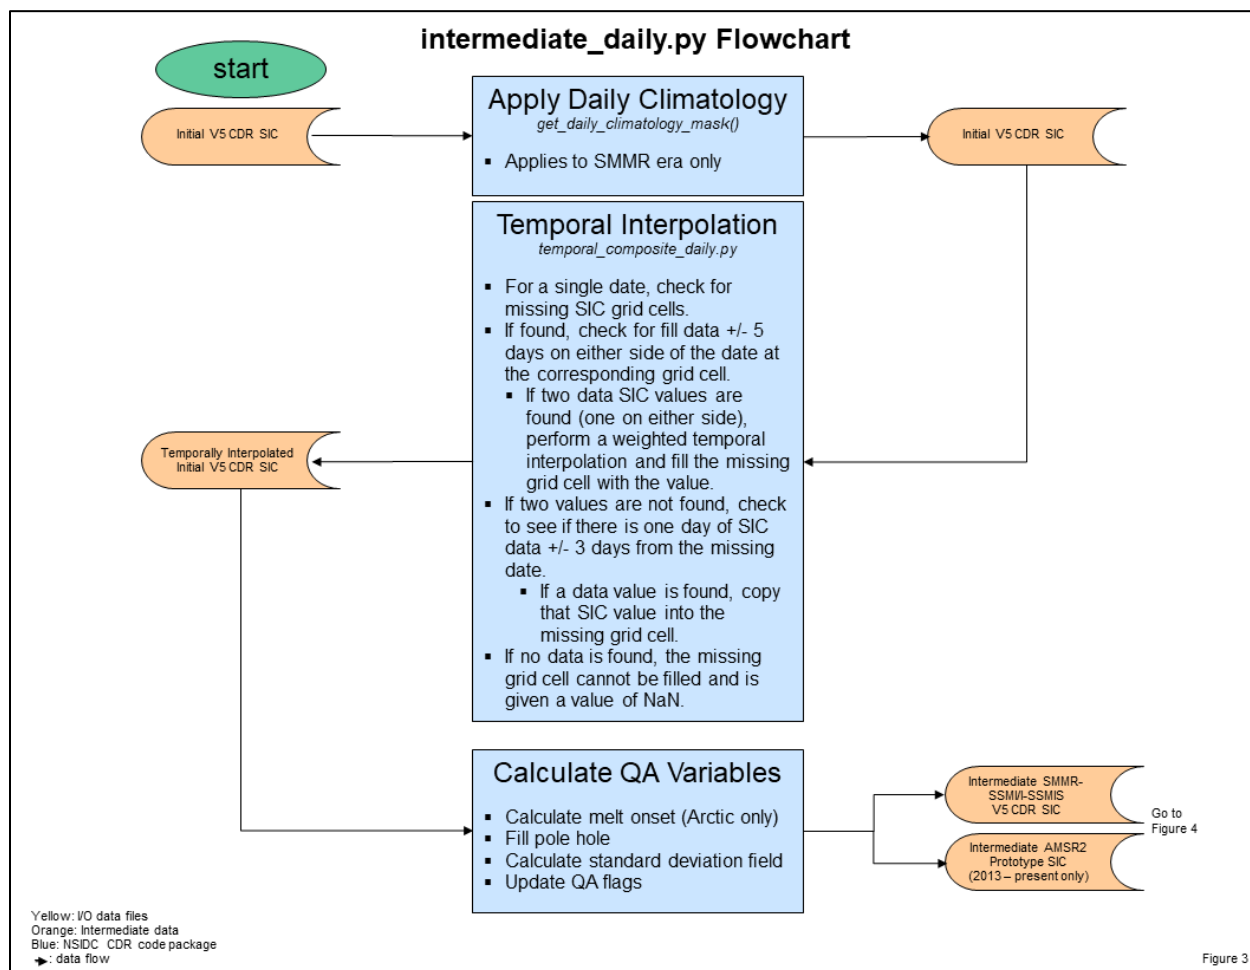 intermediate_daily.py Flowchart
start
Initial V5 CDR SIC
Apply Daily Climatology
get_daily_climatology_mask()
▪ Applies to SMMR era only
Initial V5 CDR SIC
Temporal Interpolation
temporal_composite_daily.py
▪ For a single date, check for
missing SIC grid cells.
▪ If found, check for fill data +/- 5
days on either side of the date at
the corresponding grid cell.
▪ If two data SIC values are
found (one on either side),
perform a weighted temporal
interpolation and fill the missing
grid cell with the value.
▪ If two values are not found, check
to see if there is one day of SIC
data +/- 3 days from the missing
date.
▪ If a data value is found, copy
that SIC value into the
missing grid cell.
▪ If no data is found, the missing
grid cell cannot be filled and is
given a value of NaN.
Temporally Interpolated
Initial V5 CDR SIC
Calculate QA Variables
▪ Calculate melt onset (Arctic only)
▪ Fill pole hole
▪ Calculate standard deviation field
▪ Update QA flags
Intermediate SMMR-
SSMI/I-SSMIS
V5 CDR SIC
Go to
Figure 4
Intermediate AMSR2
Prototype SIC
(2013 – present only)
Yellow: I/O data files
Orange: Intermediate data
Blue: NSIDC CDR code package
: data flow
Figure 3